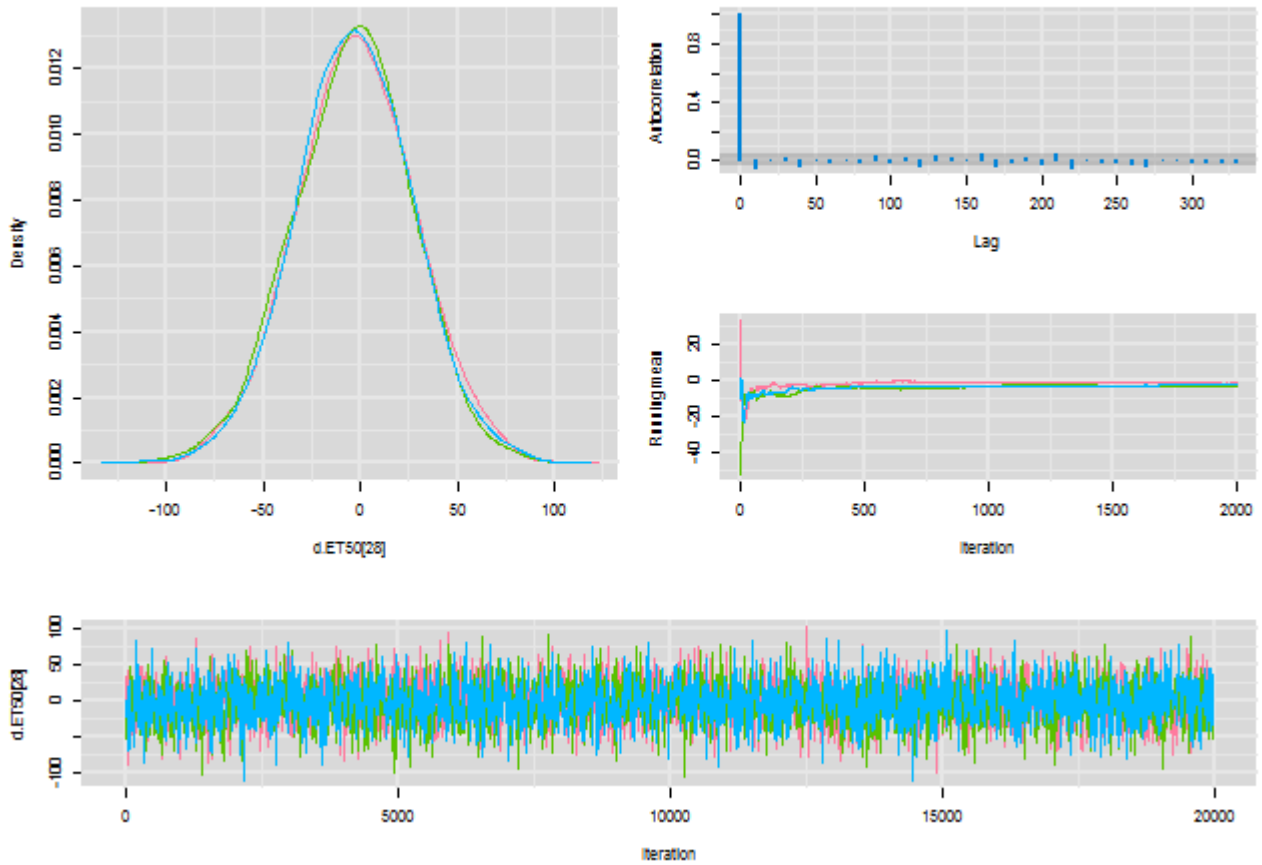 Density
0.000 0.002 0.004 0.006 0.008 0.010 0.012
-100 -50 0 50 100
d.ET50[28]
Autocorrelation
0.0 0.4 0.8
0 50 100 150 200 250 300
Lag
Running mean
-40 -20 0 20
0 500 1000 1500 2000
Iteration
d.ET50[28]
-100 0 50 100
0 5000 10000 15000 20000
Iteration